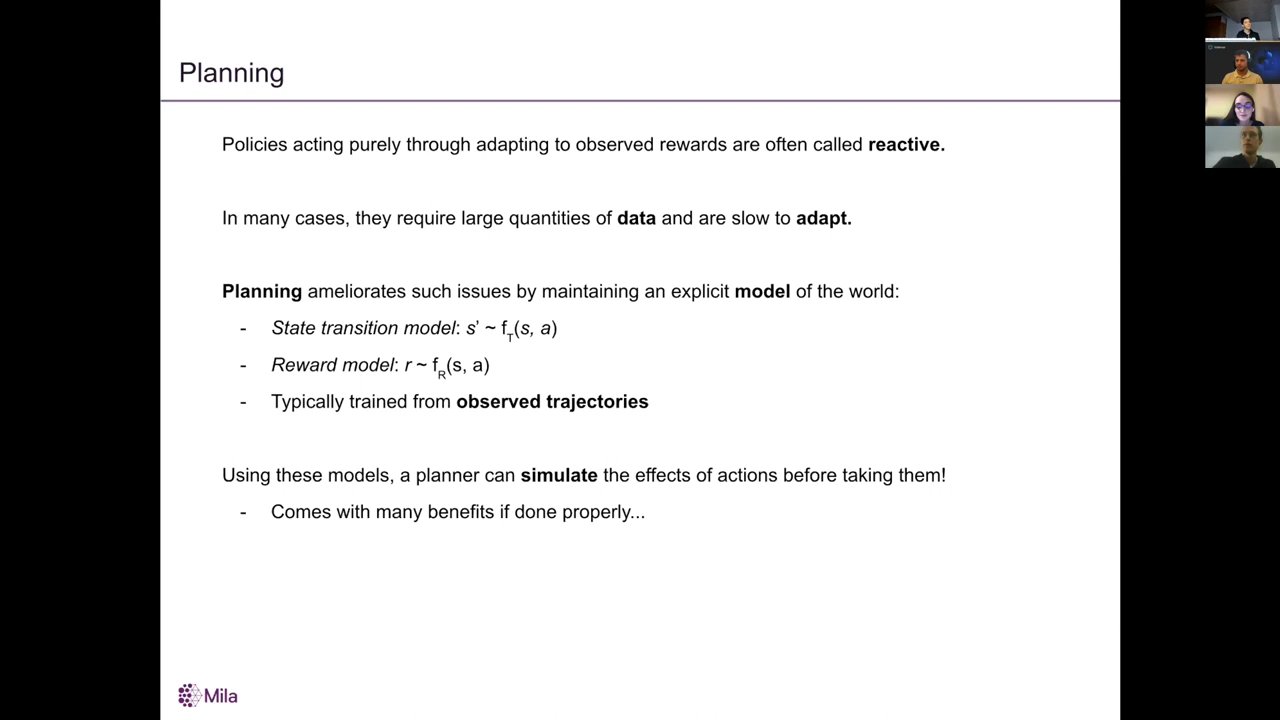 Planning
Policies acting purely through adapting to observed rewards are often called reactive.
In many cases, they require large quantities of data and are slow to adapt.
Planning ameliorates such issues by maintaining an explicit model of the world:
- State transition model: s' ~ f_T(s, a)
- Reward model: r ~ f_R(s, a)
- Typically trained from observed trajectories
Using these models, a planner can simulate the effects of actions before taking them!
- Comes with many benefits if done properly...
Mila